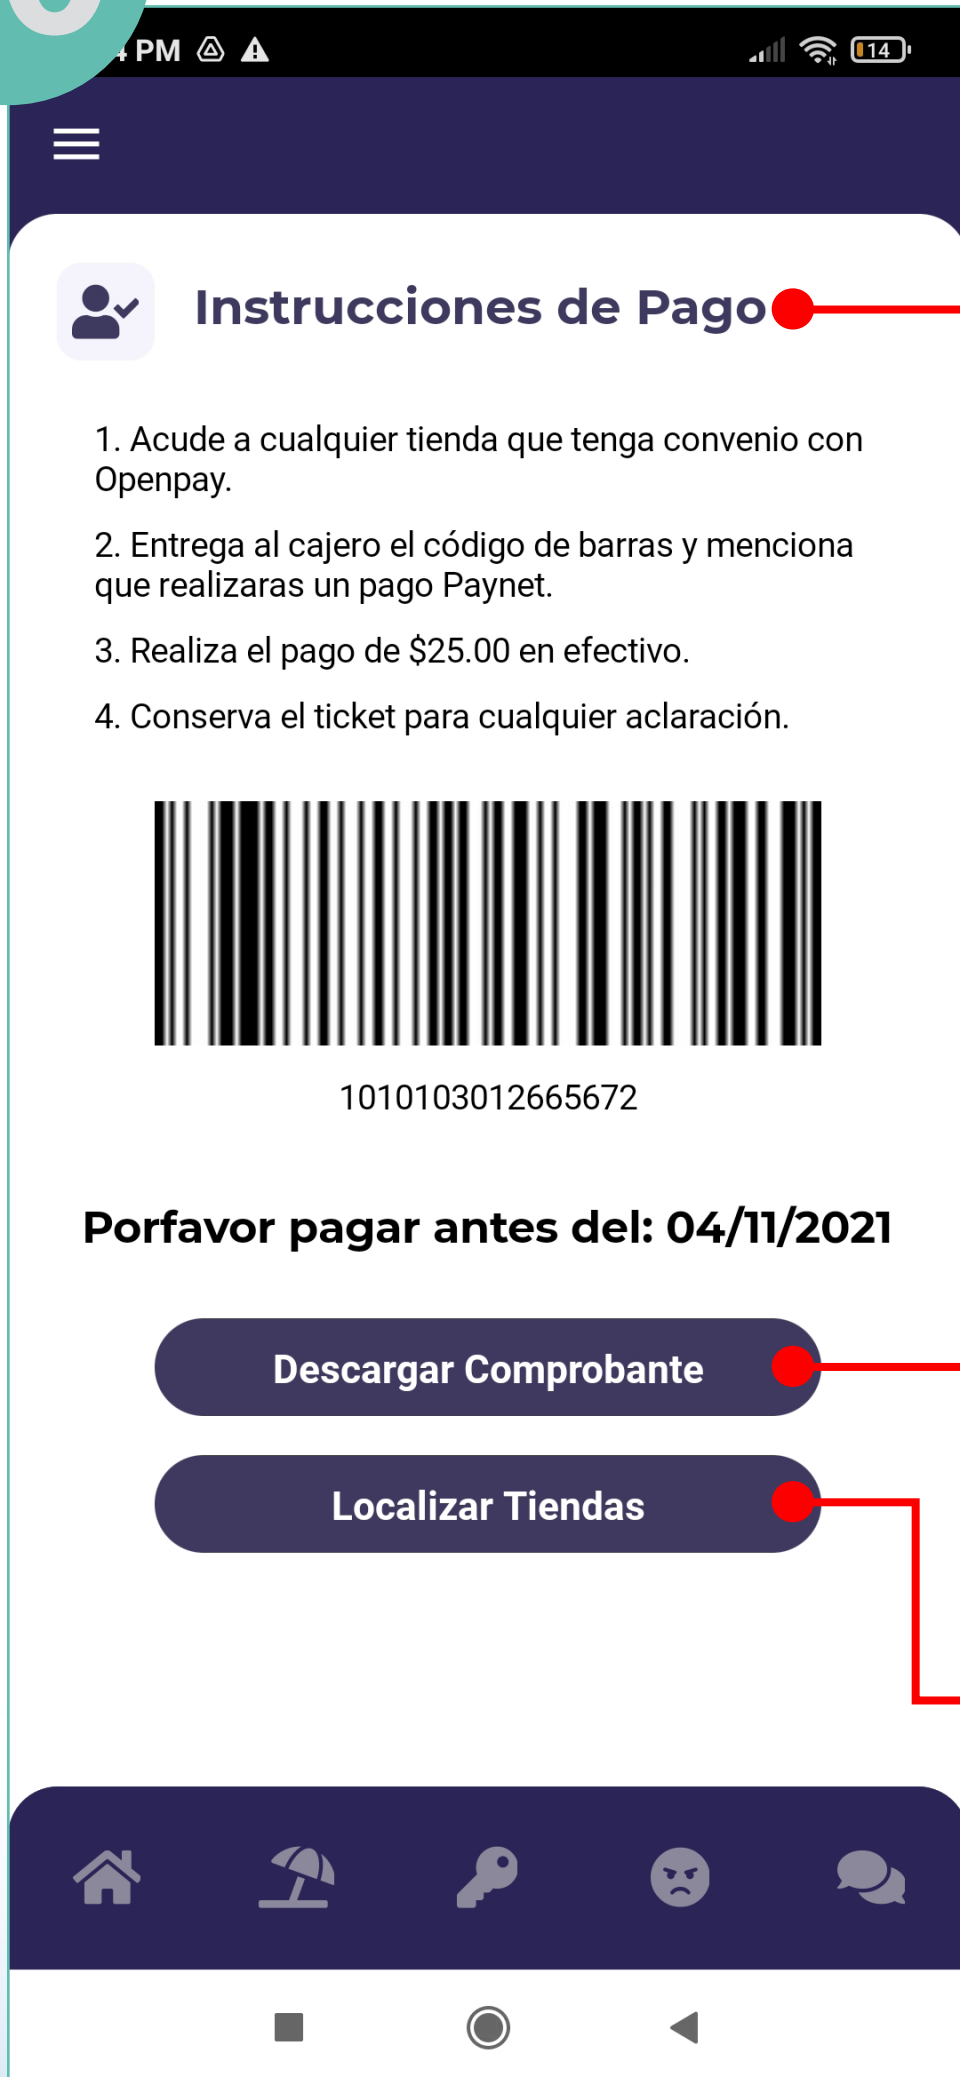 PM
14
Instrucciones de Pago
1. Acude a cualquier tienda que tenga convenio con
Openpay.
2. Entrega al cajero el código de barras y menciona
que realizaras un pago Paynet.
3. Realiza el pago de $25.00 en efectivo.
4. Conserva el ticket para cualquier aclaración.
1010103012665672
Porfavor pagar antes del: 04/11/2021
Descargar Comprobante
Localizar Tiendas